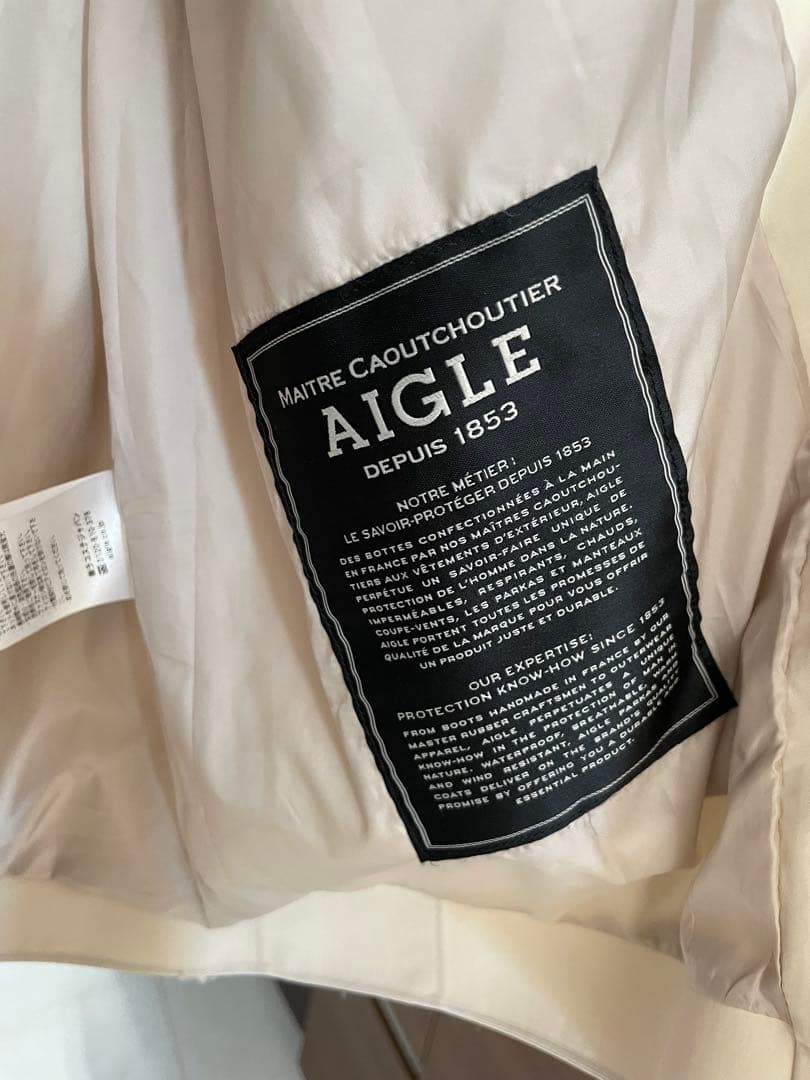 MAITRE CAOUTCHOUTIER
AIGLE
DEPUIS 1853
NOTRE MÉTIER:
LE SAVOIR-PROTÉGER DEPUIS 1853
DES BOTTES CONFECTIONNÉES À LA MAIN
EN FRANCE PAR NOS MAÎTRES CAOUTCHOU-
TIERS AUX VÊTEMENTS D'EXTÉRIEUR, AIGLE
PERPÉTUE UN SAVOIR-FAIRE UNIQUE DE
PROTECTION DE L'HOMME DANS LA NATURE.
IMPERMÉABLES, RESPIRANTS, CHAUDS,
COUPE-VENTS, LES PARKAS ET MANTEAUX
AIGLE PORTENT TOUTES LES PROMESSES DE
QUALITÉ DE LA MARQUE POUR VOUS OFFRIR
UN PRODUIT JUSTE ET DURABLE.
OUR EXPERTISE:
PROTECTION KNOW-HOW SINCE 1853
FROM BOOTS HANDMADE IN FRANCE BY OUR
MASTER RUBBER CRAFTSMEN TO OUTERWEAR
APPAREL, AIGLE PERPETUATES A UNIQUE
KNOW-HOW IN THE PROTECTION OF MAN IN
NATURE. WATERPROOF, BREATHABLE, WARM
AND WIND RESISTANT, AIGLE PARKAS AND
COATS DELIVER ON THE BRAND'S QUALITY
PROMISE BY OFFERING YOU A DURABLE AND
ESSENTIAL PRODUCT.